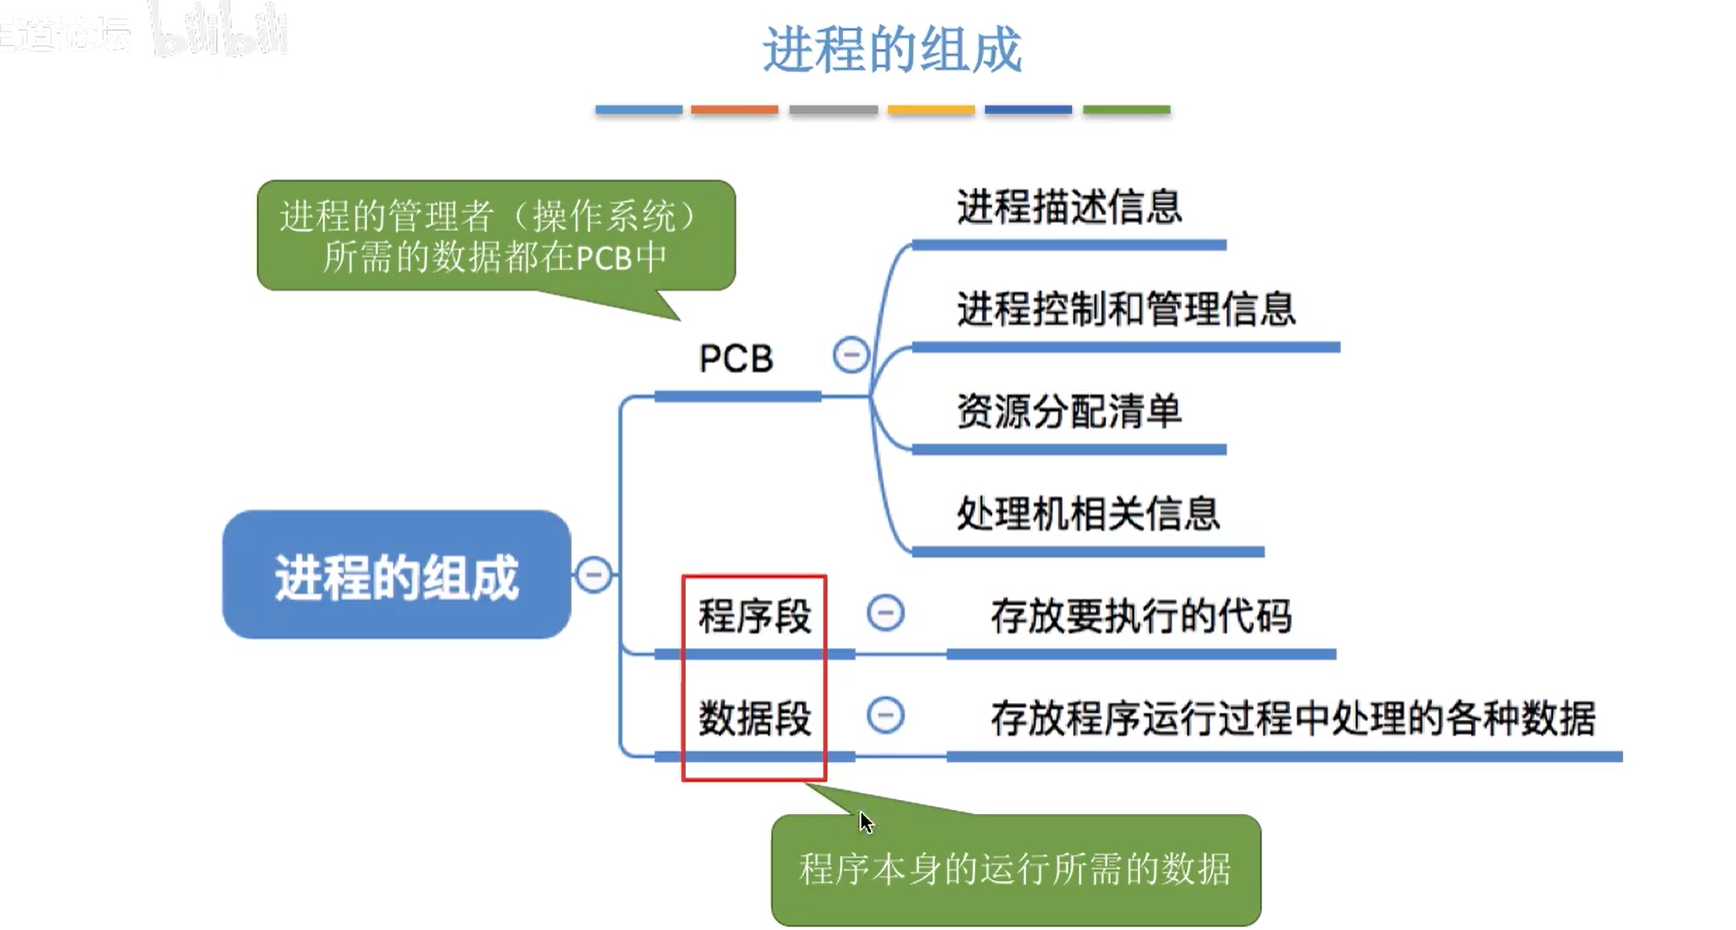 王道论坛 bilibili
进程的组成
进程的管理者（操作系统）
所需的数据都在PCB中
进程描述信息
进程控制和管理信息
PCB
资源分配清单
处理机相关信息
进程的组成
程序段
存放要执行的代码
数据段
存放程序运行过程中处理的各种数据
程序本身的运行所需的数据